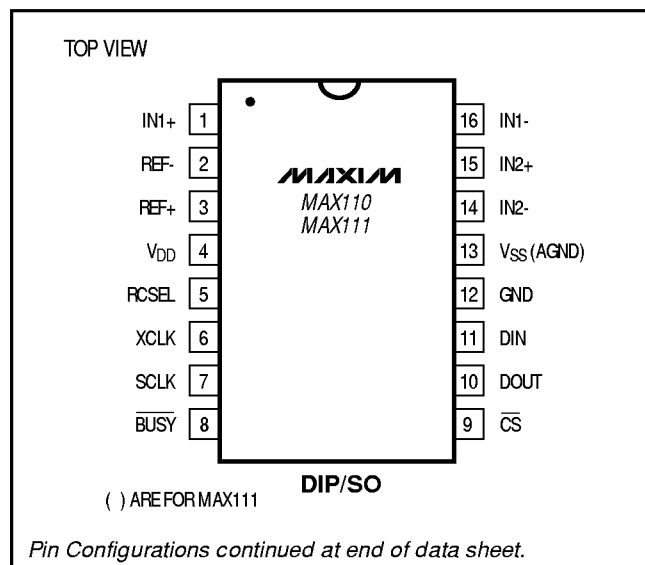 TOP VIEW
IN1+ 1
REF- 2
REF+ 3
VDD 4
RCSEL 5
XCLK 6
SCLK 7
BUSY 8
MAXIM
MAX110
MAX111
16 IN1-
15 IN2+
14 IN2-
13 VSS (AGND)
12 GND
11 DIN
10 DOUT
9 CS
DIP/SO
( ) ARE FOR MAX111
Pin Configurations continued at end of data sheet.